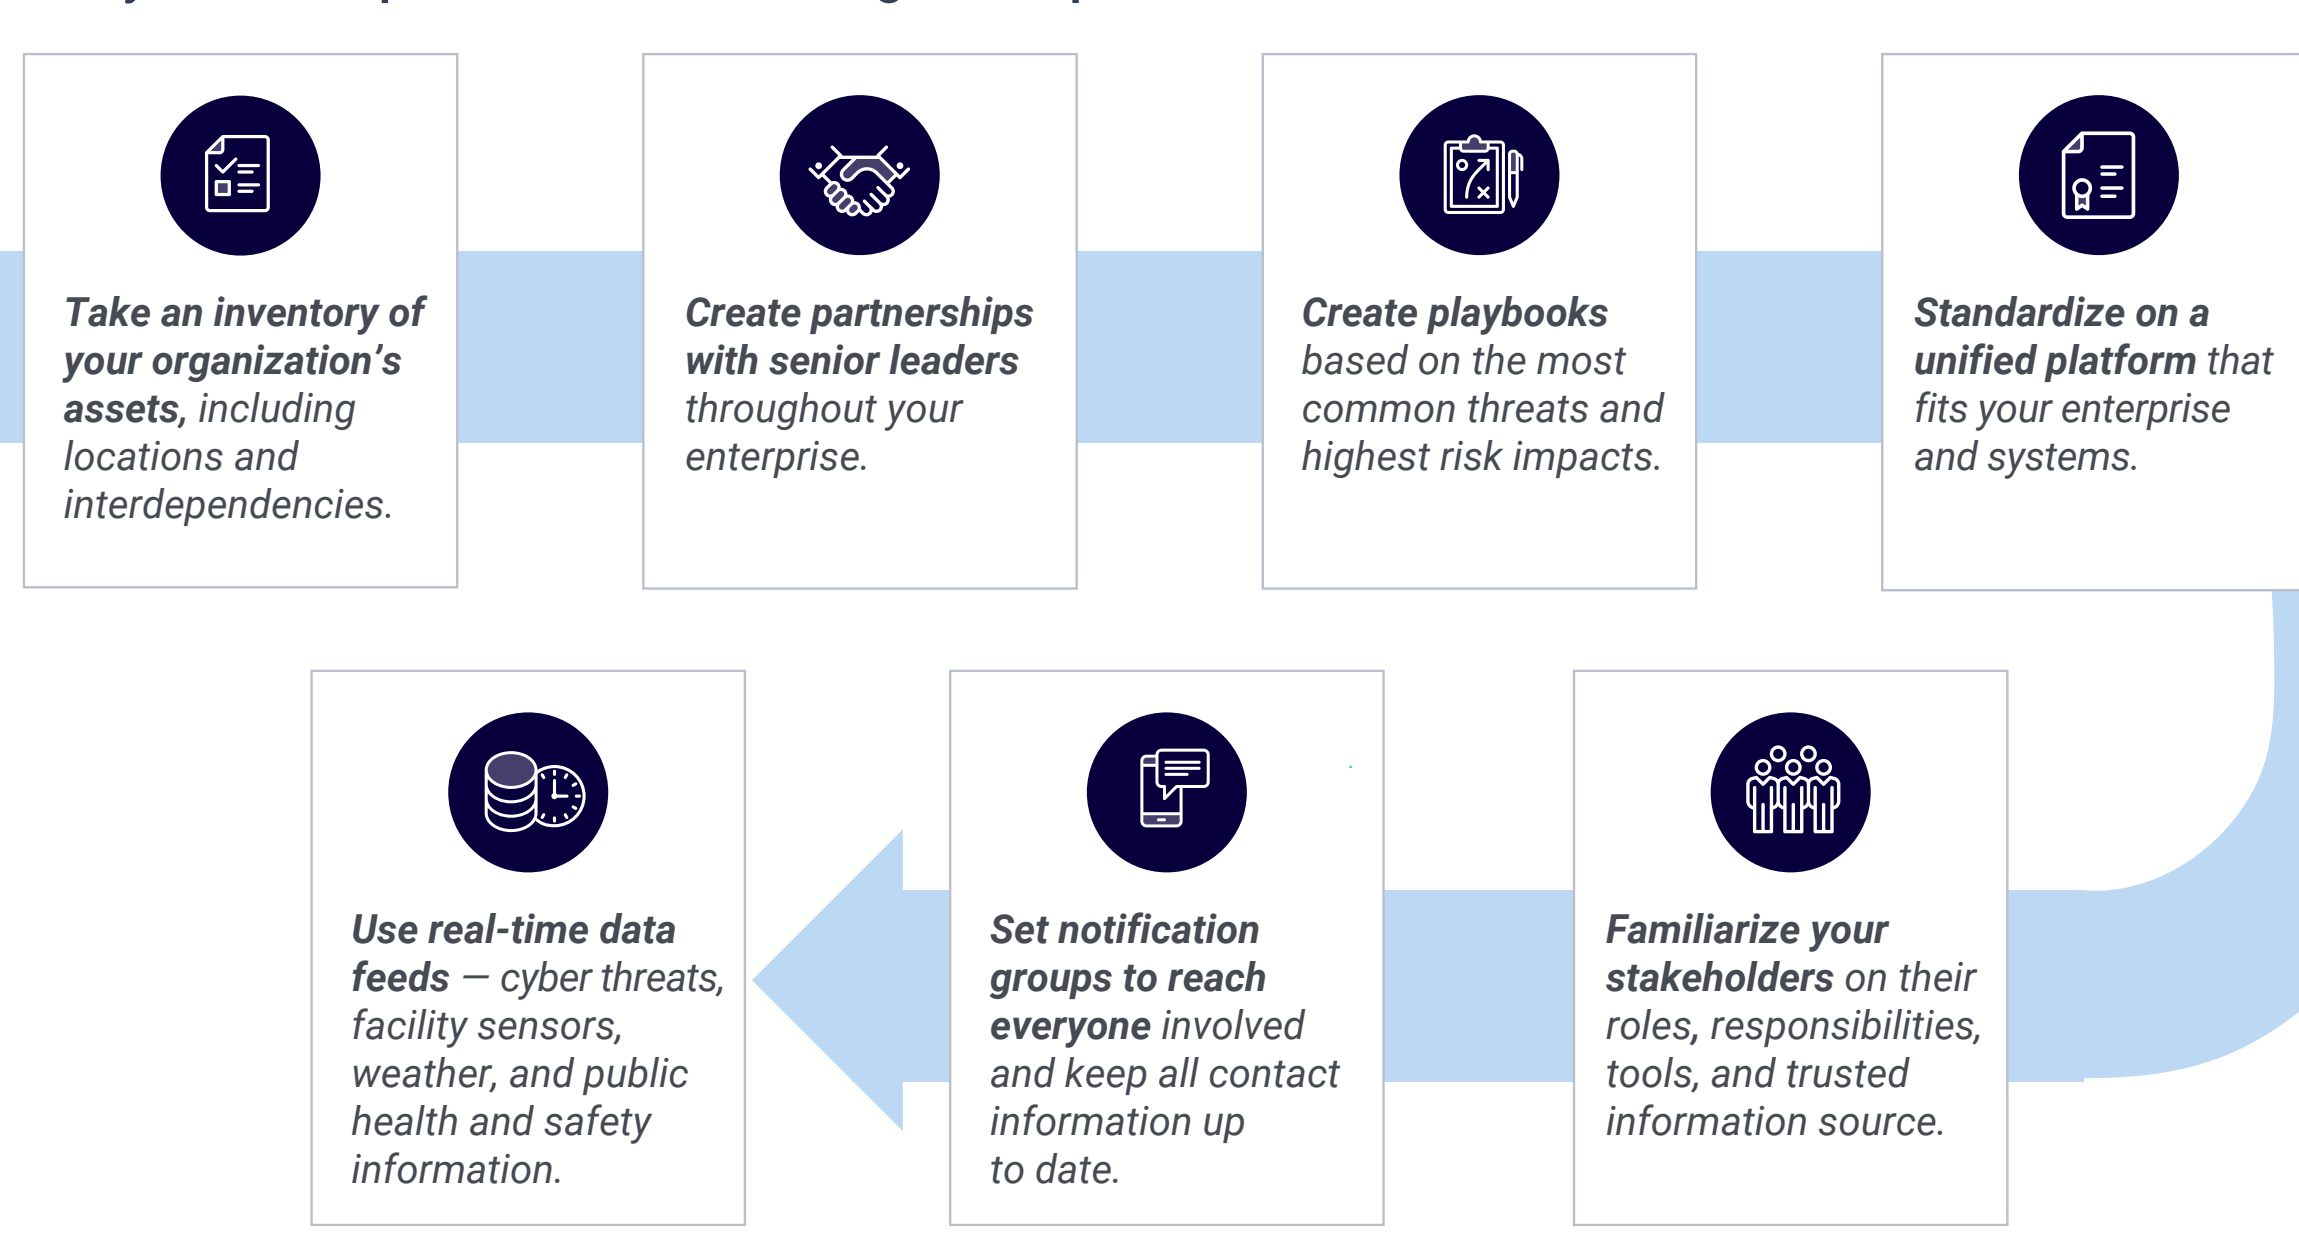 Take an inventory of
your organization’s
assets, including
locations and
interdependencies.
Create partnerships
with senior leaders
throughout your
enterprise.
Create playbooks
based on the most
common threats and
highest risk impacts.
Standardize on a
unified platform that
fits your enterprise
and systems.
Familiarize your
stakeholders on their
roles, responsibilities,
tools, and trusted
information source.
Set notification
groups to reach
everyone involved
and keep all contact
information up
to date.
Use real-time data
feeds — cyber threats,
facility sensors,
weather, and public
health and safety
information.